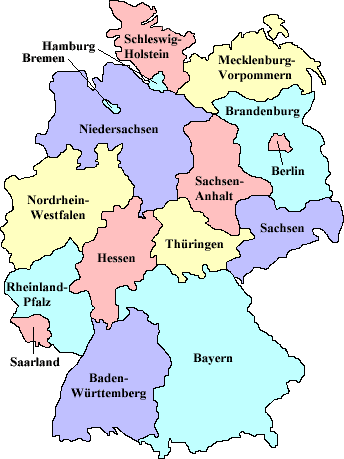 Schleswig-
Holstein
Hamburg
Bremen
Mecklenburg-
Vorpommern
Brandenburg
Niedersachsen
Berlin
Sachsen-
Anhalt
Nordrhein-
Westfalen
Sachsen
Thüringen
Hessen
Rheinland-
Pfalz
Saarland
Bayern
Baden-
Württemberg